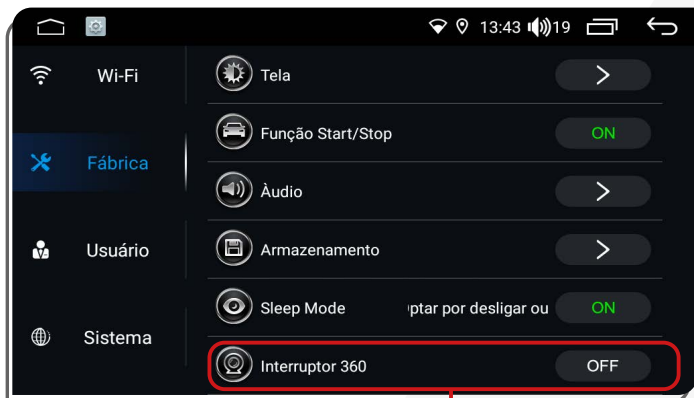 13:43 19
Wi-Fi
Fábrica
Usuário
Sistema
Tela
Função Start/Stop ON
Àudio
Armazenamento
Sleep Mode ptar por desligar ou ON
Interruptor 360 OFF